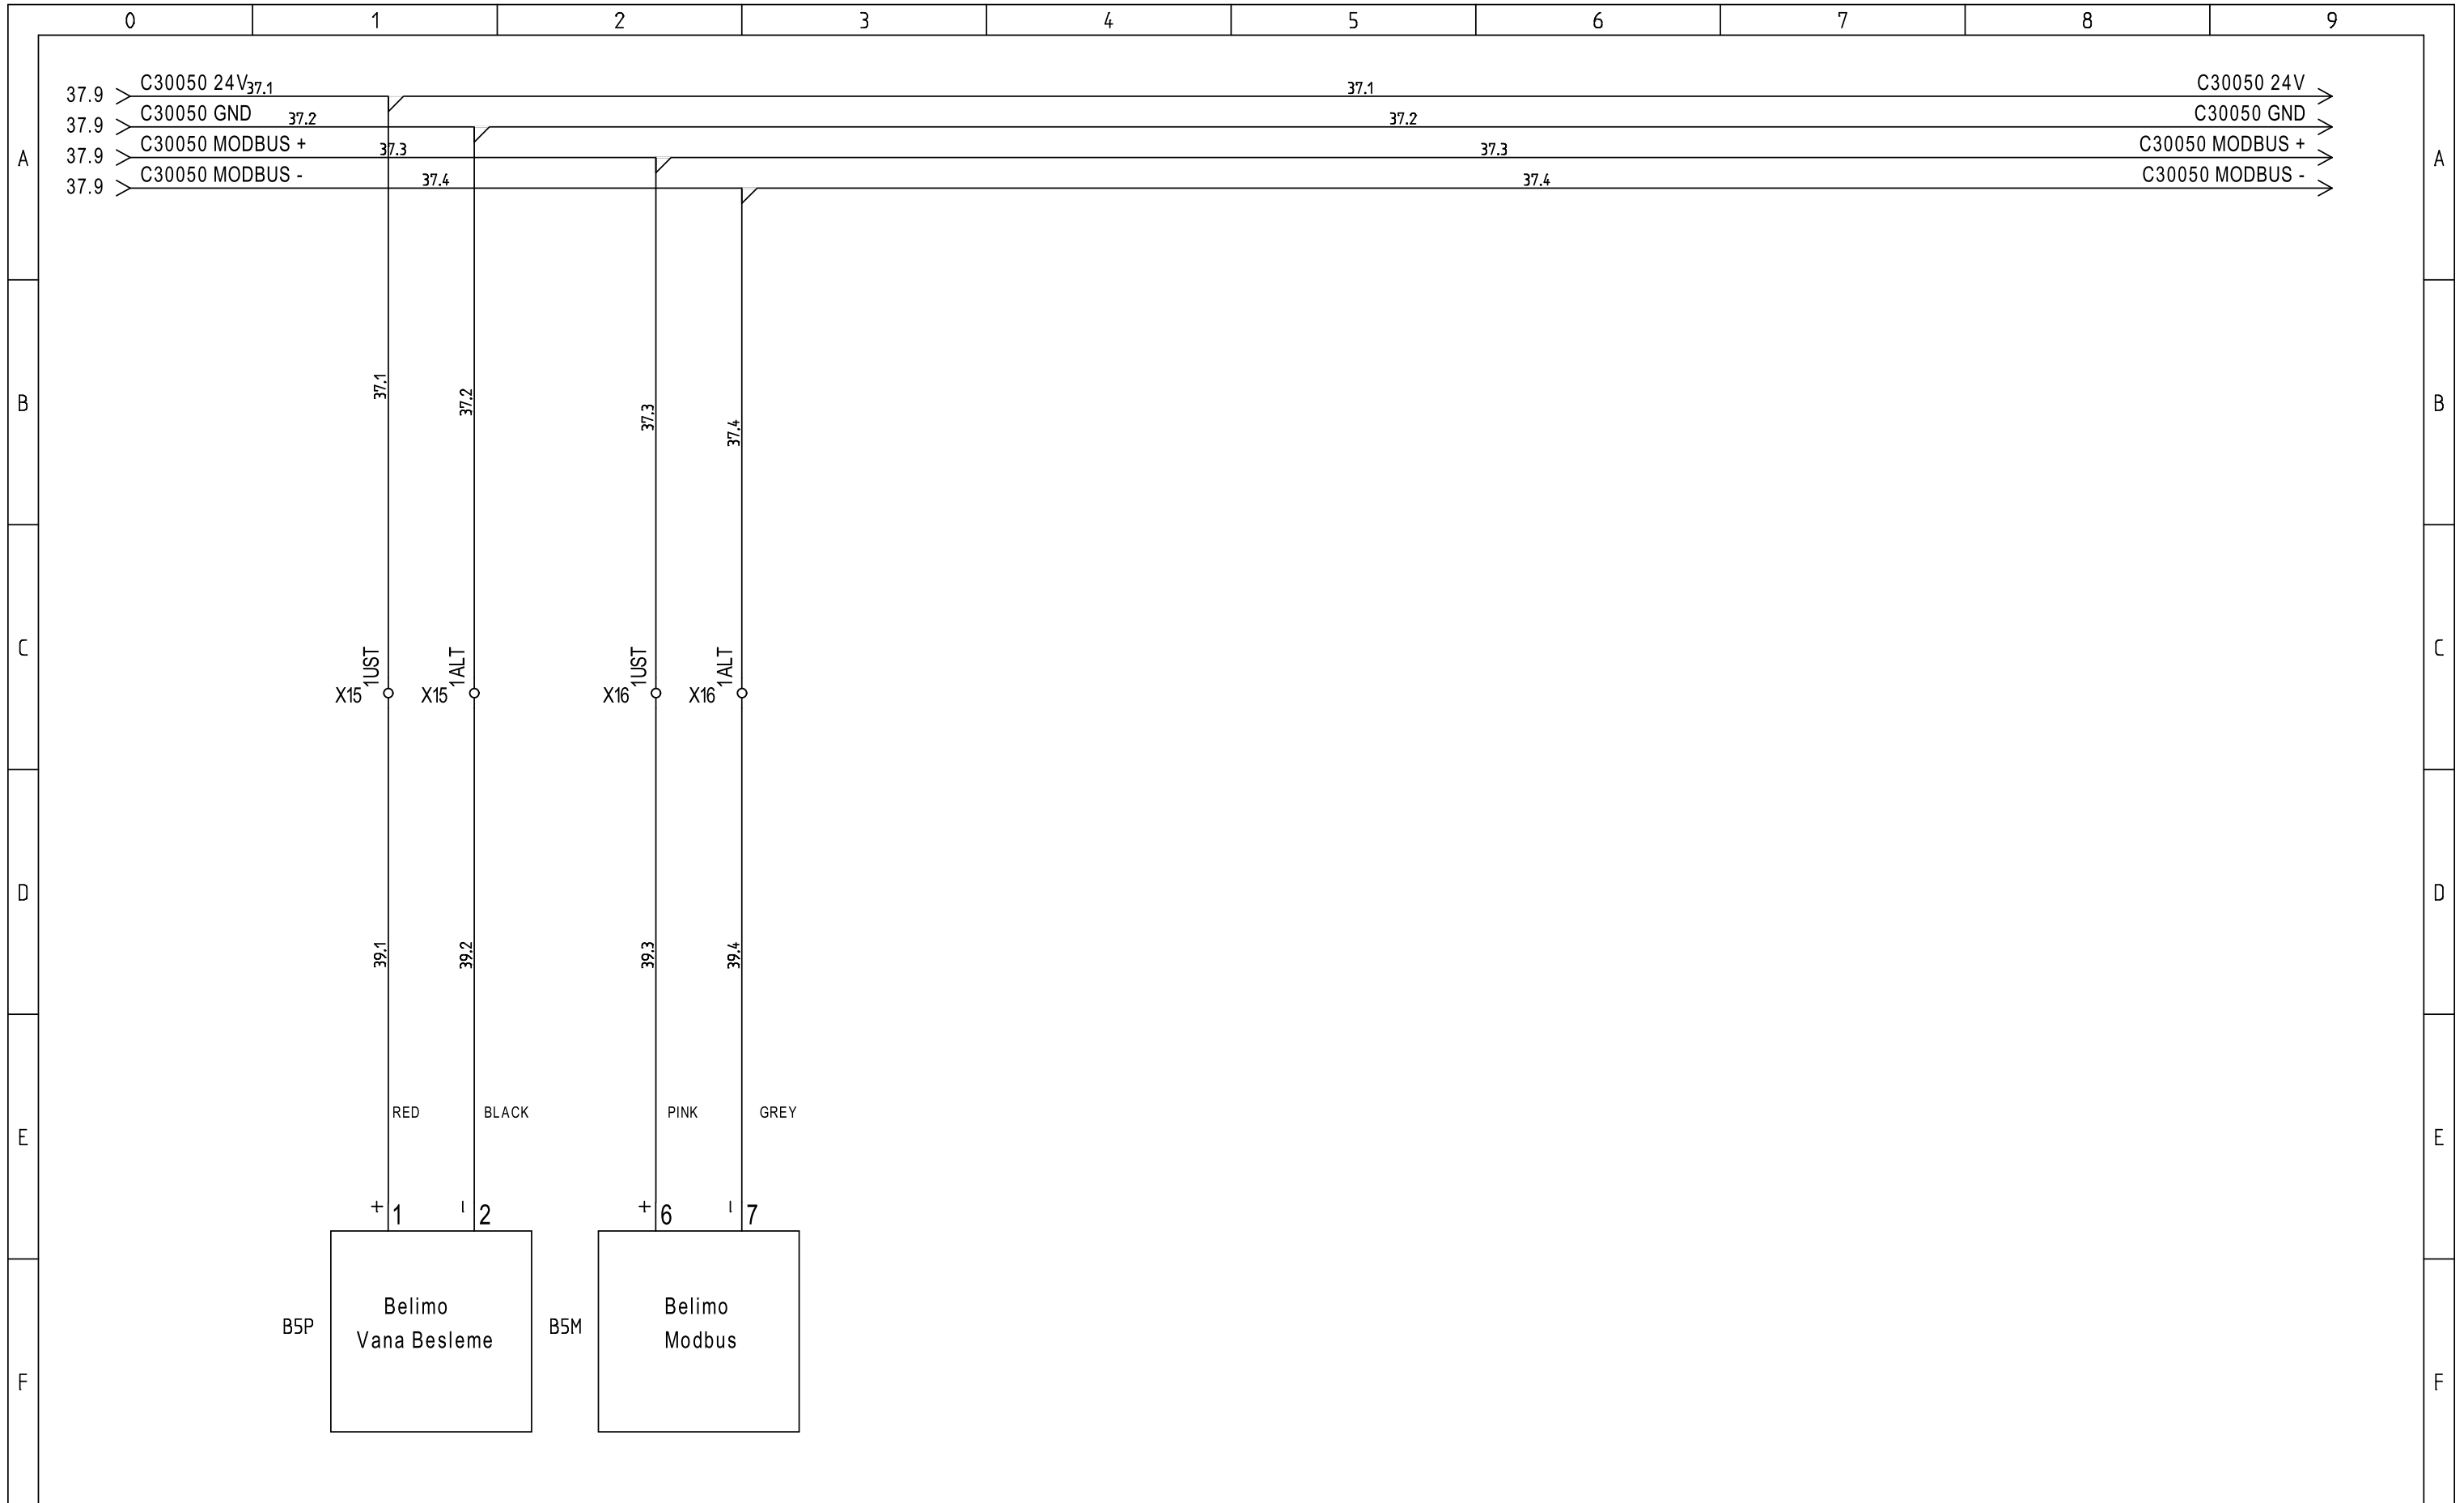 0 1 2 3 4 5 6 7 8 9
37.9 C30050 24V 37.1 37.1 C30050 24V
37.9 C30050 GND 37.2 37.2 C30050 GND
37.9 C30050 MODBUS + 37.3 37.3 C30050 MODBUS +
A A
37.9 C30050 MODBUS - 37.4 37.4 C30050 MODBUS -
37.1 37.2 37.3 37.4
B B
1UST 1ALT 1UST 1ALT
C C
X15 X15 X16 X16
D D
39.1 39.2 39.3 39.4
RED BLACK PINK GREY
E E
+ 1 - 2 + 6 - 7
Belimo Belimo
B5P Vana Besleme B5M Modbus
F F